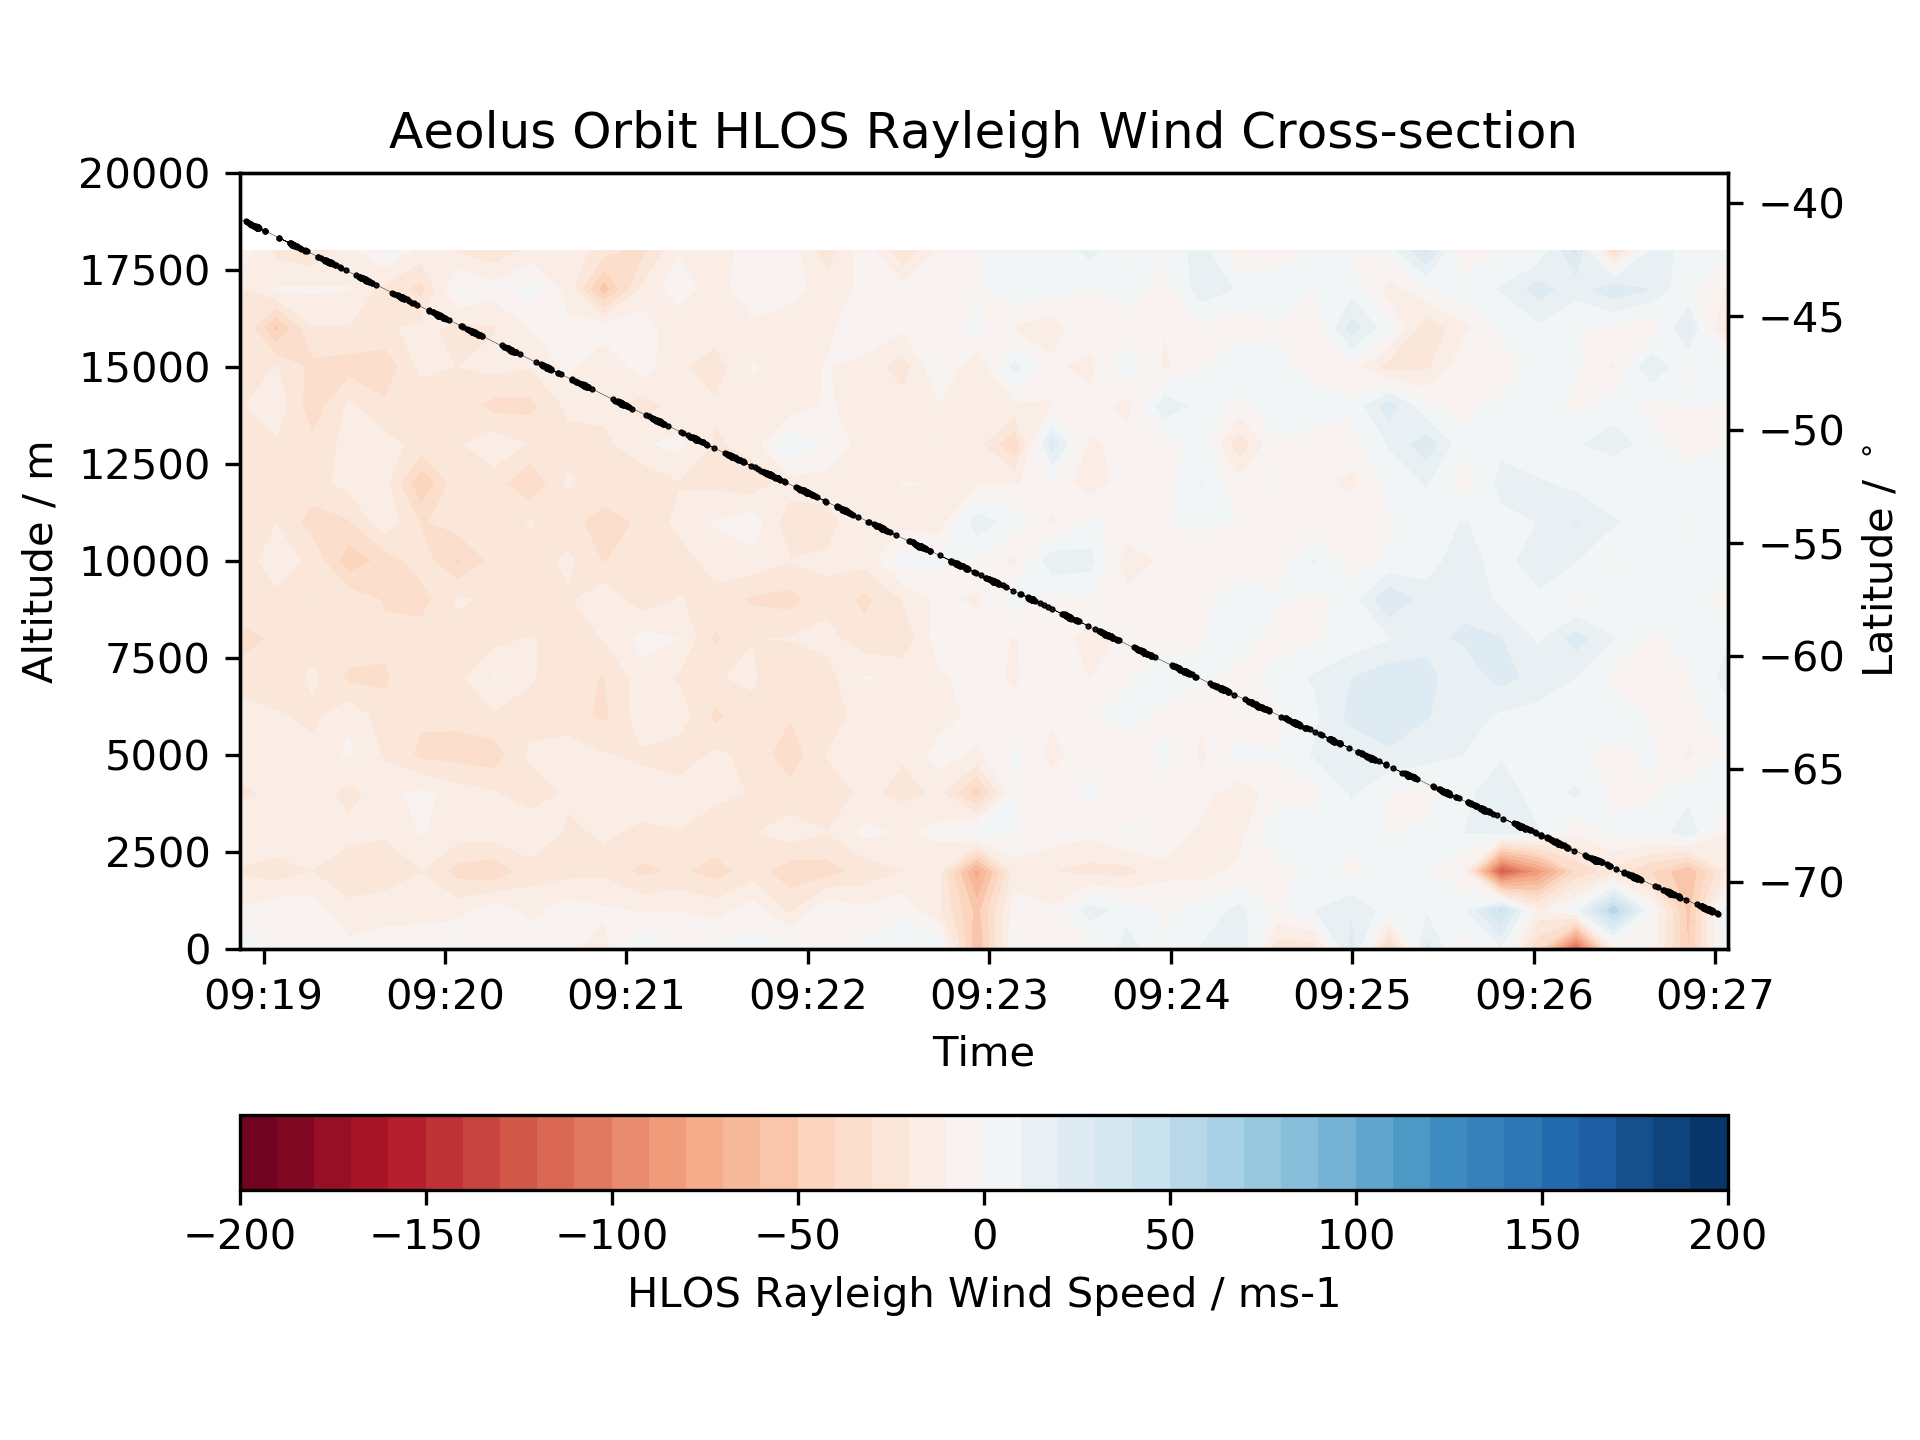 Aeolus Orbit HLOS Rayleigh Wind Cross-section
20000
17500
15000
12500
10000
7500
5000
2500
0
Altitude / m
−40
−45
−50
−55
−60
−65
−70
Latitude / °
09:19 09:20 09:21 09:22 09:23 09:24 09:25 09:26 09:27
Time
−200 −150 −100 −50 0 50 100 150 200
HLOS Rayleigh Wind Speed / ms-1